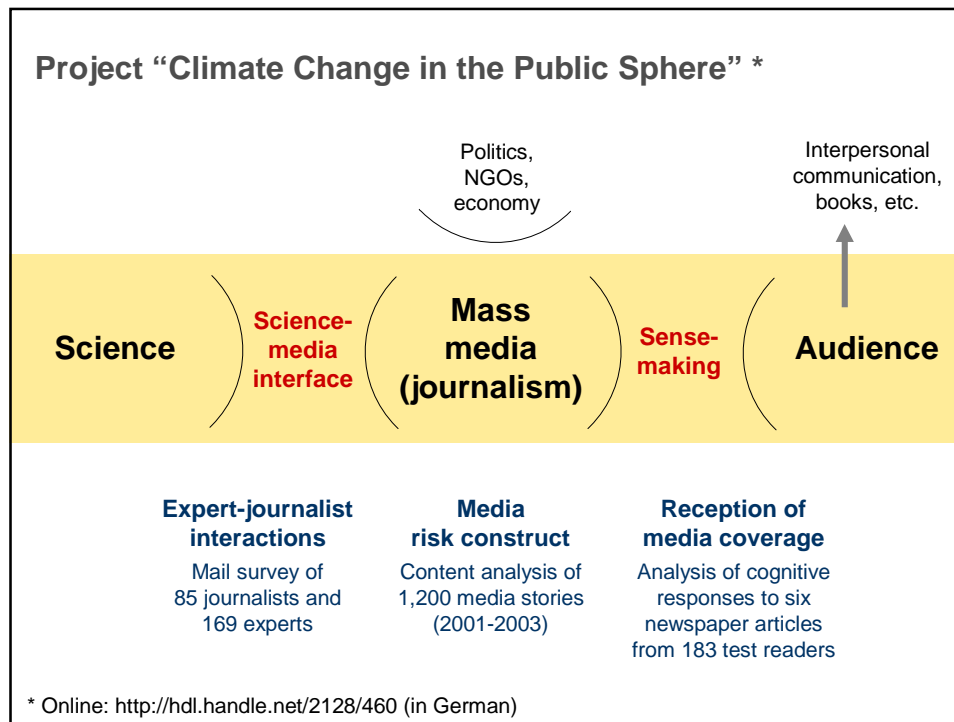 Project “Climate Change in the Public Sphere” *
Politics,
NGOs,
economy
Interpersonal
communication,
books, etc.
Science
Science-
media
interface
Mass
media
(journalism)
Sense-
making
Audience
Expert-journalist
interactions
Mail survey of
85 journalists and
169 experts
Media
risk construct
Content analysis of
1,200 media stories
(2001-2003)
Reception of
media coverage
Analysis of cognitive
responses to six
newspaper articles
from 183 test readers
* Online: http://hdl.handle.net/2128/460 (in German)